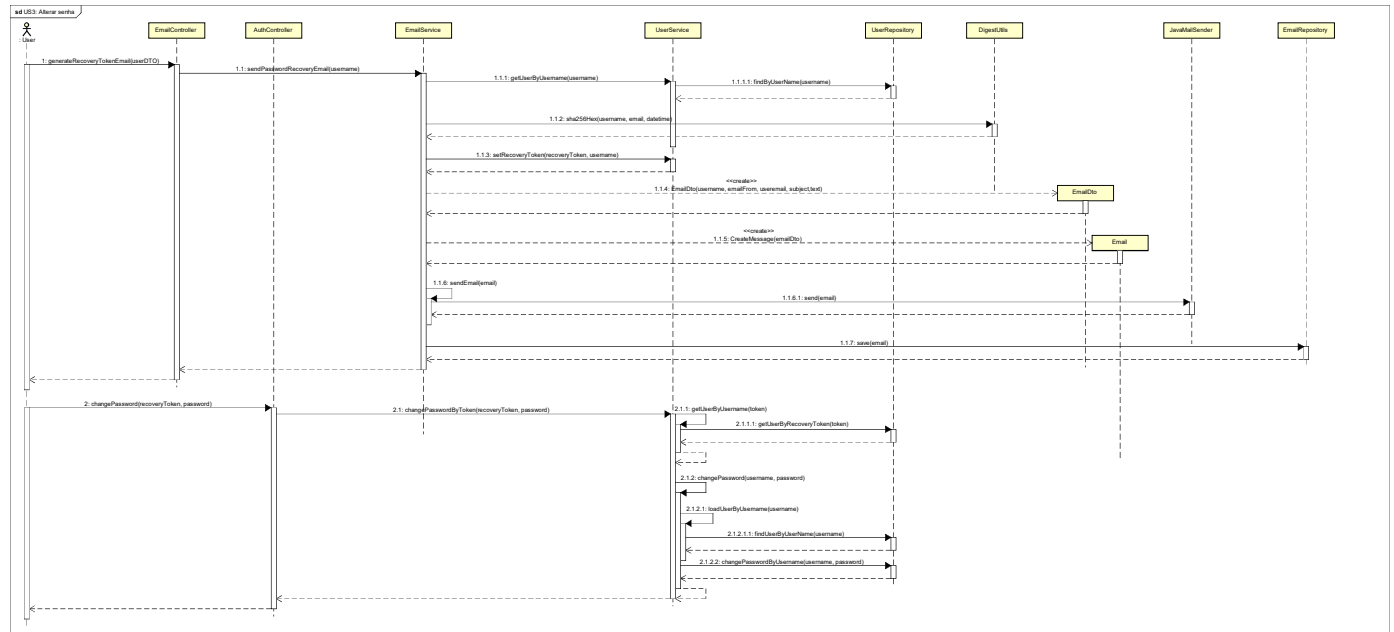 sd US3: Alterar senha
: User
EmailController
AuthController
EmailService
UserService
UserRepository
DigestUtils
JavaMailSender
EmailRepository
1: generateRecoveryTokenEmail(userDTO)
1.1: sendPasswordRecoveryEmail(username)
1.1.1: getUserByUsername(username)
1.1.1.1: findByUserName(username)
1.1.2: sha256Hex(username, email, datetime)
1.1.3: setRecoveryToken(recoveryToken, username)
<<create>>
1.1.4: EmailDto(username, emailFrom, useremail, subject,text)
EmailDto
<<create>>
1.1.5: CreateMessage(emailDto)
Email
1.1.6: sendEmail(email)
1.1.6.1: send(email)
1.1.7: save(email)
2: changePassword(recoveryToken, password)
2.1: changePasswordByToken(recoveryToken, password)
2.1.1: getUserByUsername(token)
2.1.1.1: getUserByRecoveryToken(token)
2.1.2: changePassword(username, password)
2.1.2.1: loadUserByUsername(username)
2.1.2.1.1: findUserByUserName(username)
2.1.2.2: changePasswordByUsername(username, password)